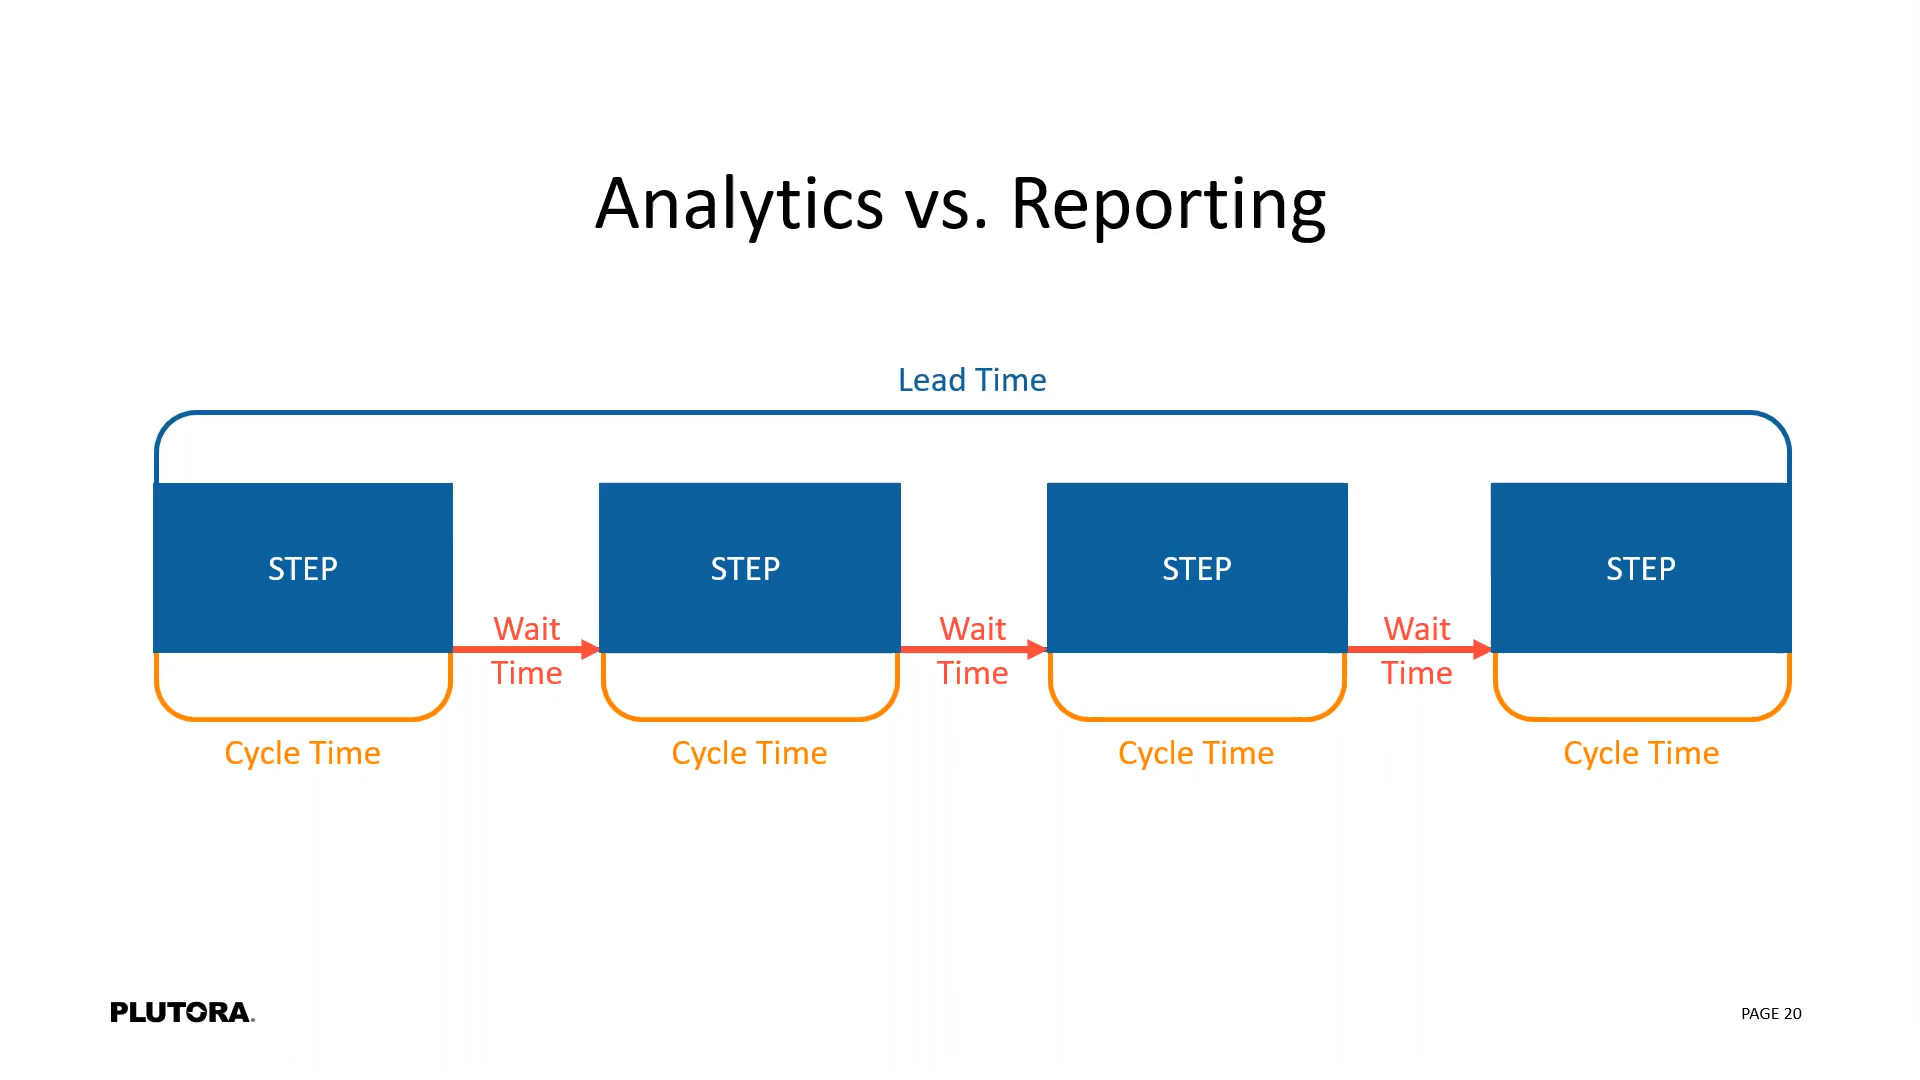 Analytics vs. Reporting
Lead Time
STEP
STEP
STEP
STEP
Wait
Time
Wait
Time
Wait
Time
Cycle Time
Cycle Time
Cycle Time
Cycle Time
PLUTORA.
PAGE 20